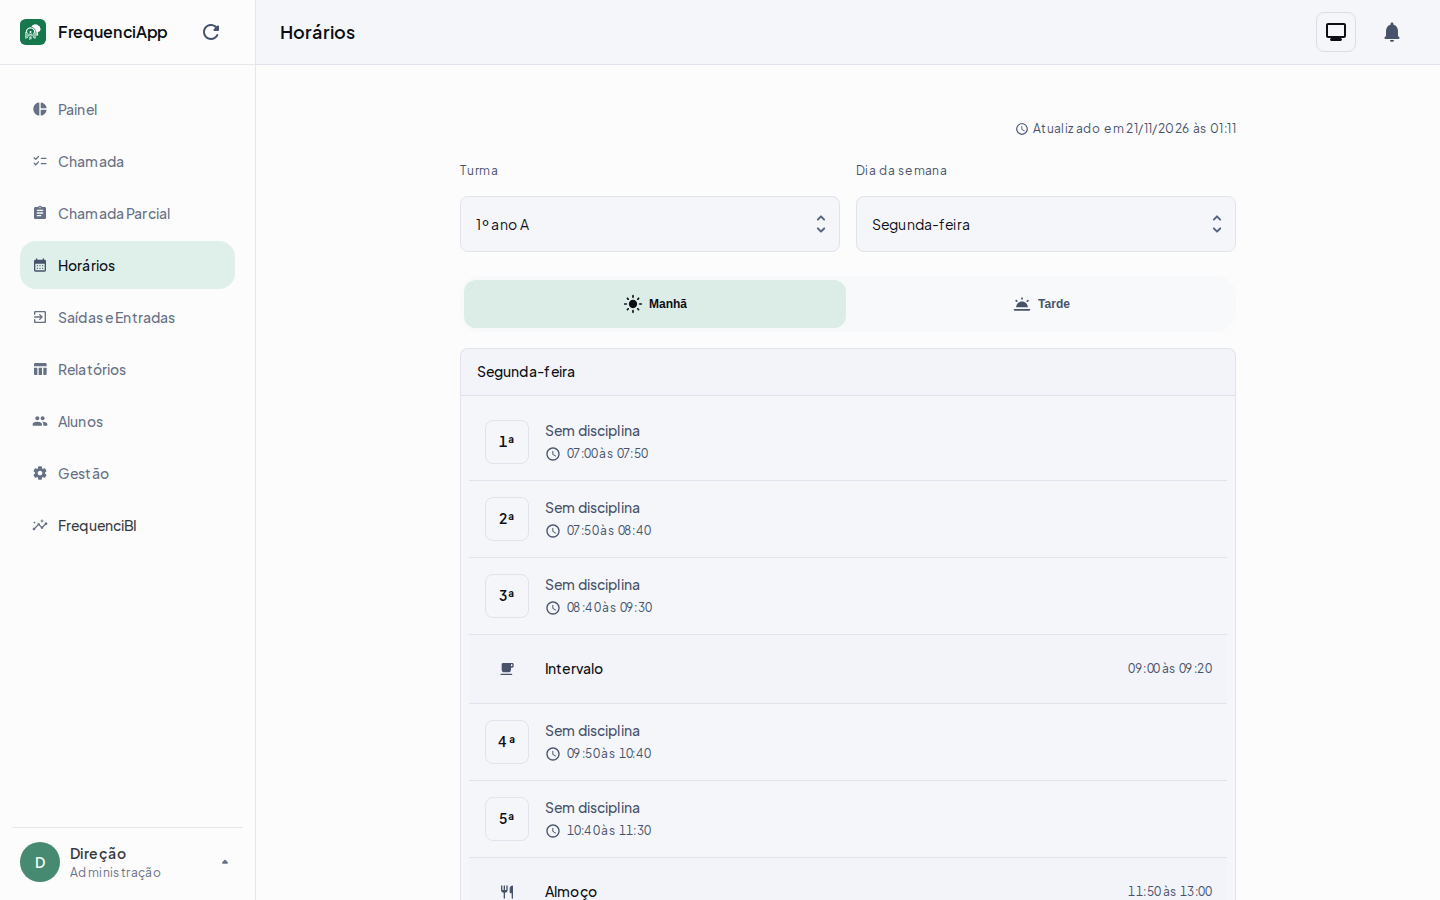 FrequenciApp
Horários
Painel
Chamada
Chamada Parcial
Horários
Saídas e Entradas
Relatórios
Alunos
Gestão
FrequenciBI
D
Direção
Administração
Atualizado em 21/11/2026 às 01:11
Turma
Dia da semana
1º ano A
Segunda-feira
Manhã
Tarde
Segunda-feira
1ª
Sem disciplina
07:00 às 07:50
2ª
Sem disciplina
07:50 às 08:40
3ª
Sem disciplina
08:40 às 09:30
Intervalo
09:00 às 09:20
4ª
Sem disciplina
09:50 às 10:40
5ª
Sem disciplina
10:40 às 11:30
Almoço
11:50 às 13:00